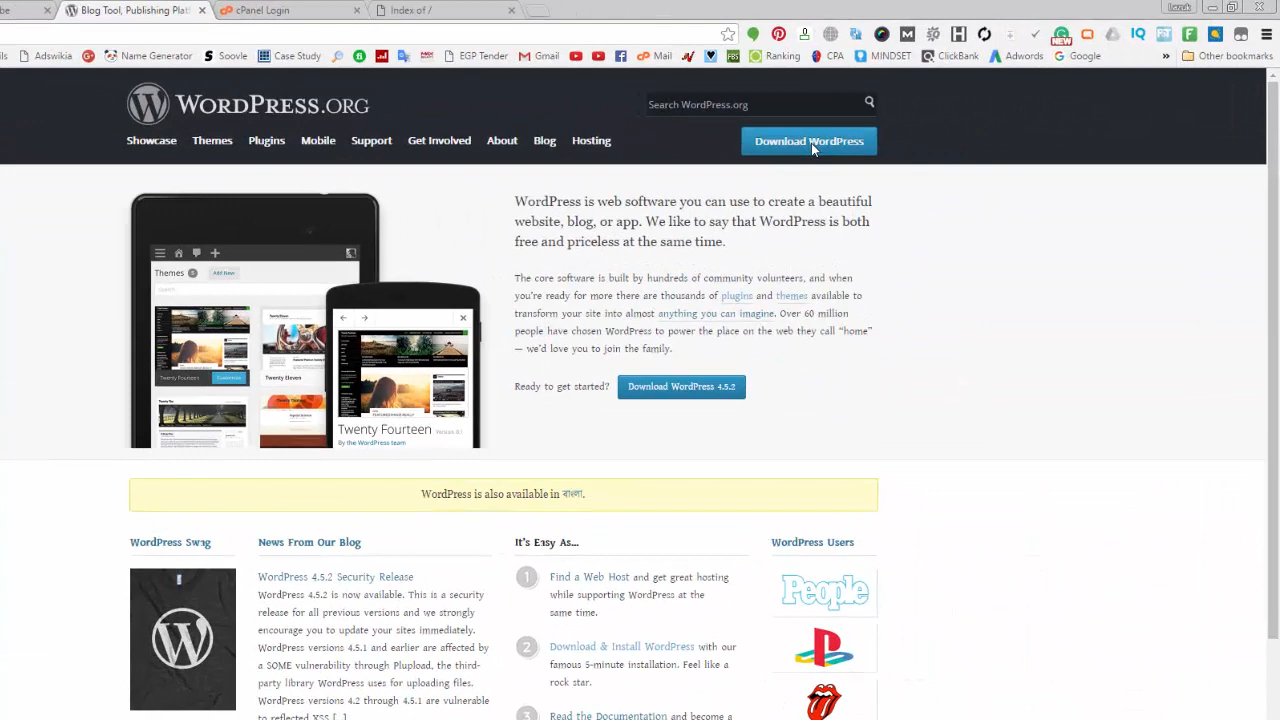 be
Blog Tool, Publishing Platf
cPanel Login
Index of /
ls
Adswikia
Name Generator
Soovle
Case Study
EGP Tender
Gmail
Mail
FBS
Ranking
CPA
MINDSET
ClickBank
Adwords
Google
Other bookmarks
NEW
IQ
WORDPRESS.ORG
Search WordPress.org
Showcase Themes Plugins Mobile Support Get Involved About Blog Hosting
Download WordPress
WordPress is web software you can use to create a beautiful
website, blog, or app. We like to say that WordPress is both
free and priceless at the same time.
The core software is built by hundreds of community volunteers, and when
you're ready for more there are thousands of plugins and themes available to
transform your site into almost anything you can imagine. Over 60 million
people have chosen WordPress to power the place on the web they call “home”
— we'd love you to join the family.
Ready to get started? Download WordPress 4.5.2
Themes
Add New
Search
Twenty Fourteen
Twenty Eleven
Twenty Fourteen
By the WordPress team
WordPress is also available in বাংলা.
WordPress Swag
News From Our Blog
WordPress 4.5.2 Security Release
WordPress 4.5.2 is now available. This is a security
release for all previous versions and we strongly
encourage you to update your sites immediately.
WordPress versions 4.5.1 and earlier are affected by
a SOME vulnerability through Plupload, the third-
party library WordPress uses for uploading files.
WordPress versions 4.2 through 4.5.1 are vulnerable
to reflected XSS [...]
It's Easy As...
1 Find a Web Host and get great hosting
while supporting WordPress at the
same time.
2 Download & Install WordPress with our
famous 5-minute installation. Feel like a
rock star.
3 Read the Documentation and become a
WordPress Users
People